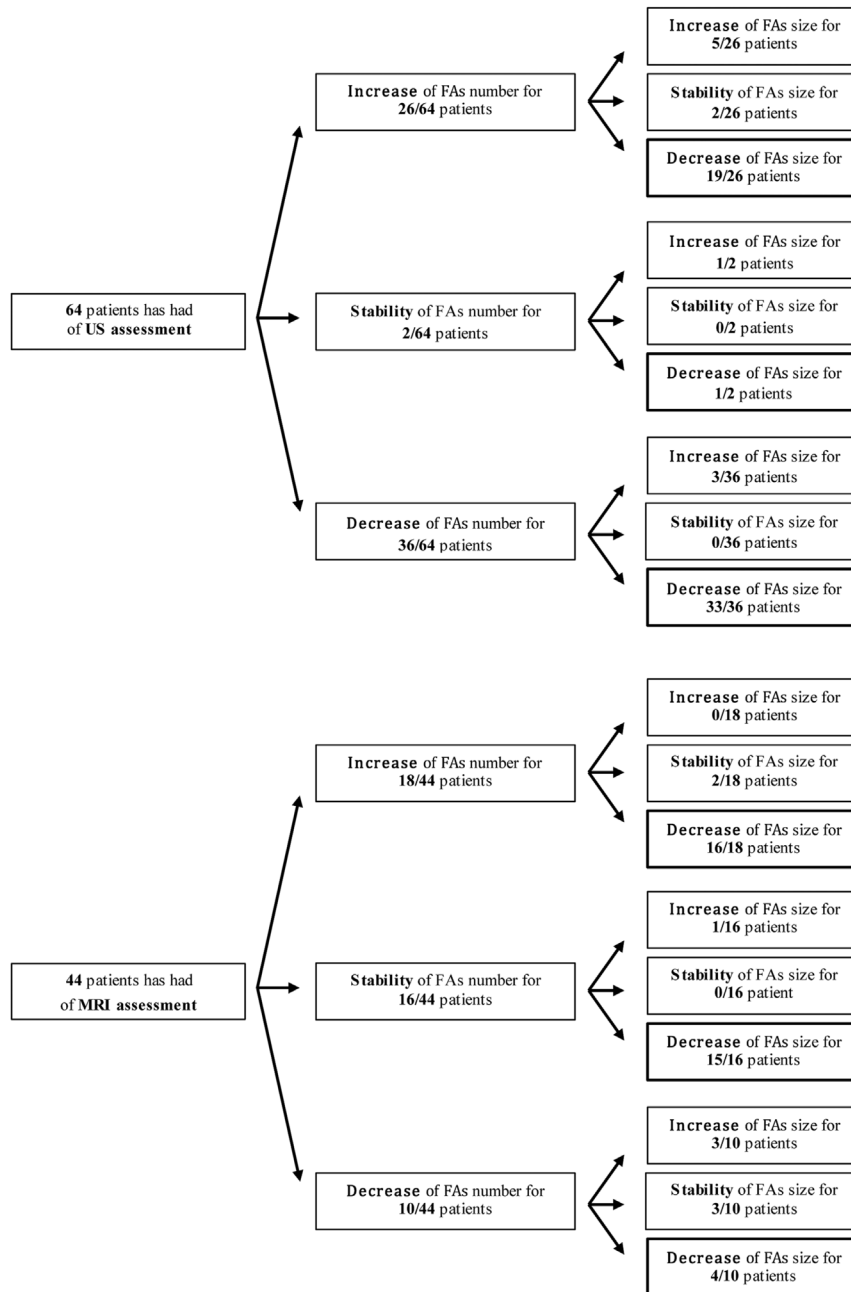 64 patients has had
of US assessment
Increase of FAs number for
26/64 patients
Increase of FAs size for
5/26 patients
Stability of FAs size for
2/26 patients
Decrease of FAs size for
19/26 patients
Stability of FAs number for
2/64 patients
Increase of FAs size for
1/2 patients
Stability of FAs size for
0/2 patients
Decrease of FAs size for
1/2 patients
Decrease of FAs number for
36/64 patients
Increase of FAs size for
3/36 patients
Stability of FAs size for
0/36 patients
Decrease of FAs size for
33/36 patients
44 patients has had
of MRI assessment
Increase of FAs number for
18/44 patients
Increase of FAs size for
0/18 patients
Stability of FAs size for
2/18 patients
Decrease of FAs size for
16/18 patients
Stability of FAs number for
16/44 patients
Increase of FAs size for
1/16 patients
Stability of FAs size for
0/16 patient
Decrease of FAs size for
15/16 patients
Decrease of FAs number for
10/44 patients
Increase of FAs size for
3/10 patients
Stability of FAs size for
3/10 patients
Decrease of FAs size for
4/10 patients